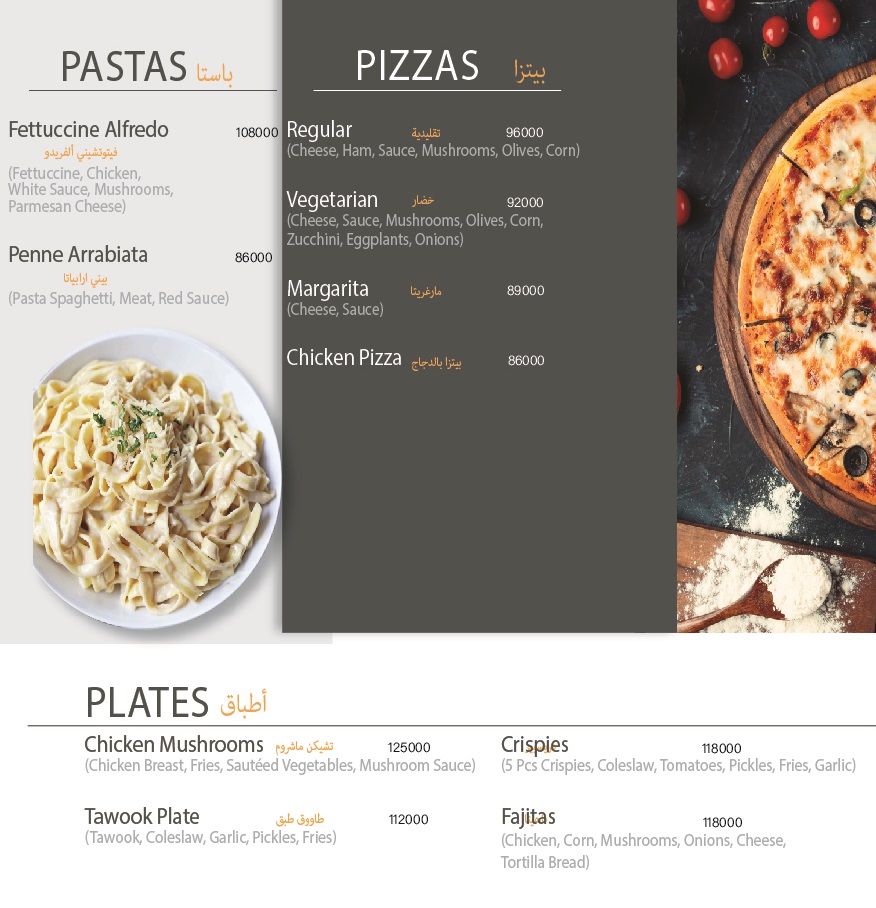 PASTAS باستا
Fettuccine Alfredo 108000
فيتوتشيني ألفريدو
(Fettuccine, Chicken,
White Sauce, Mushrooms,
Parmesan Cheese)
Penne Arrabiata 86000
بيني ارابياتا
(Pasta Spaghetti, Meat, Red Sauce)
PIZZAS بيتزا
Regular تقليدية 96000
(Cheese, Ham, Sauce, Mushrooms, Olives, Corn)
Vegetarian خضار 92000
(Cheese, Sauce, Mushrooms, Olives, Corn,
Zucchini, Eggplants, Onions)
Margarita مارغريتا 89000
(Cheese, Sauce)
Chicken Pizza بيتزا بالدجاج 86000
PLATES أطباق
Chicken Mushrooms تشيكن ماشروم 125000
(Chicken Breast, Fries, Sautéed Vegetables, Mushroom Sauce)
Tawook Plate طاووق طبق 112000
(Tawook, Coleslaw, Garlic, Pickles, Fries)
Crispies 118000
(5 Pcs Crispies, Coleslaw, Tomatoes, Pickles, Fries, Garlic)
Fajitas 118000
(Chicken, Corn, Mushrooms, Onions, Cheese,
Tortilla Bread)